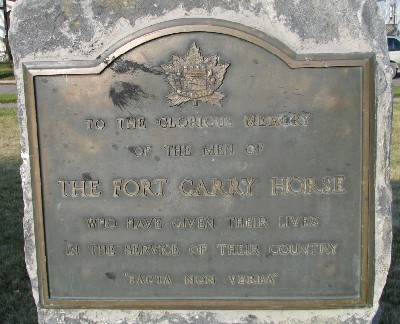 TO THE GLORIOUS MEMORY
OF THE MEN OF
THE FORT GARRY HORSE
WHO HAVE GIVEN THEIR LIVES
IN THE SERVICE OF THEIR COUNTRY
"FACTA NON VERBA"